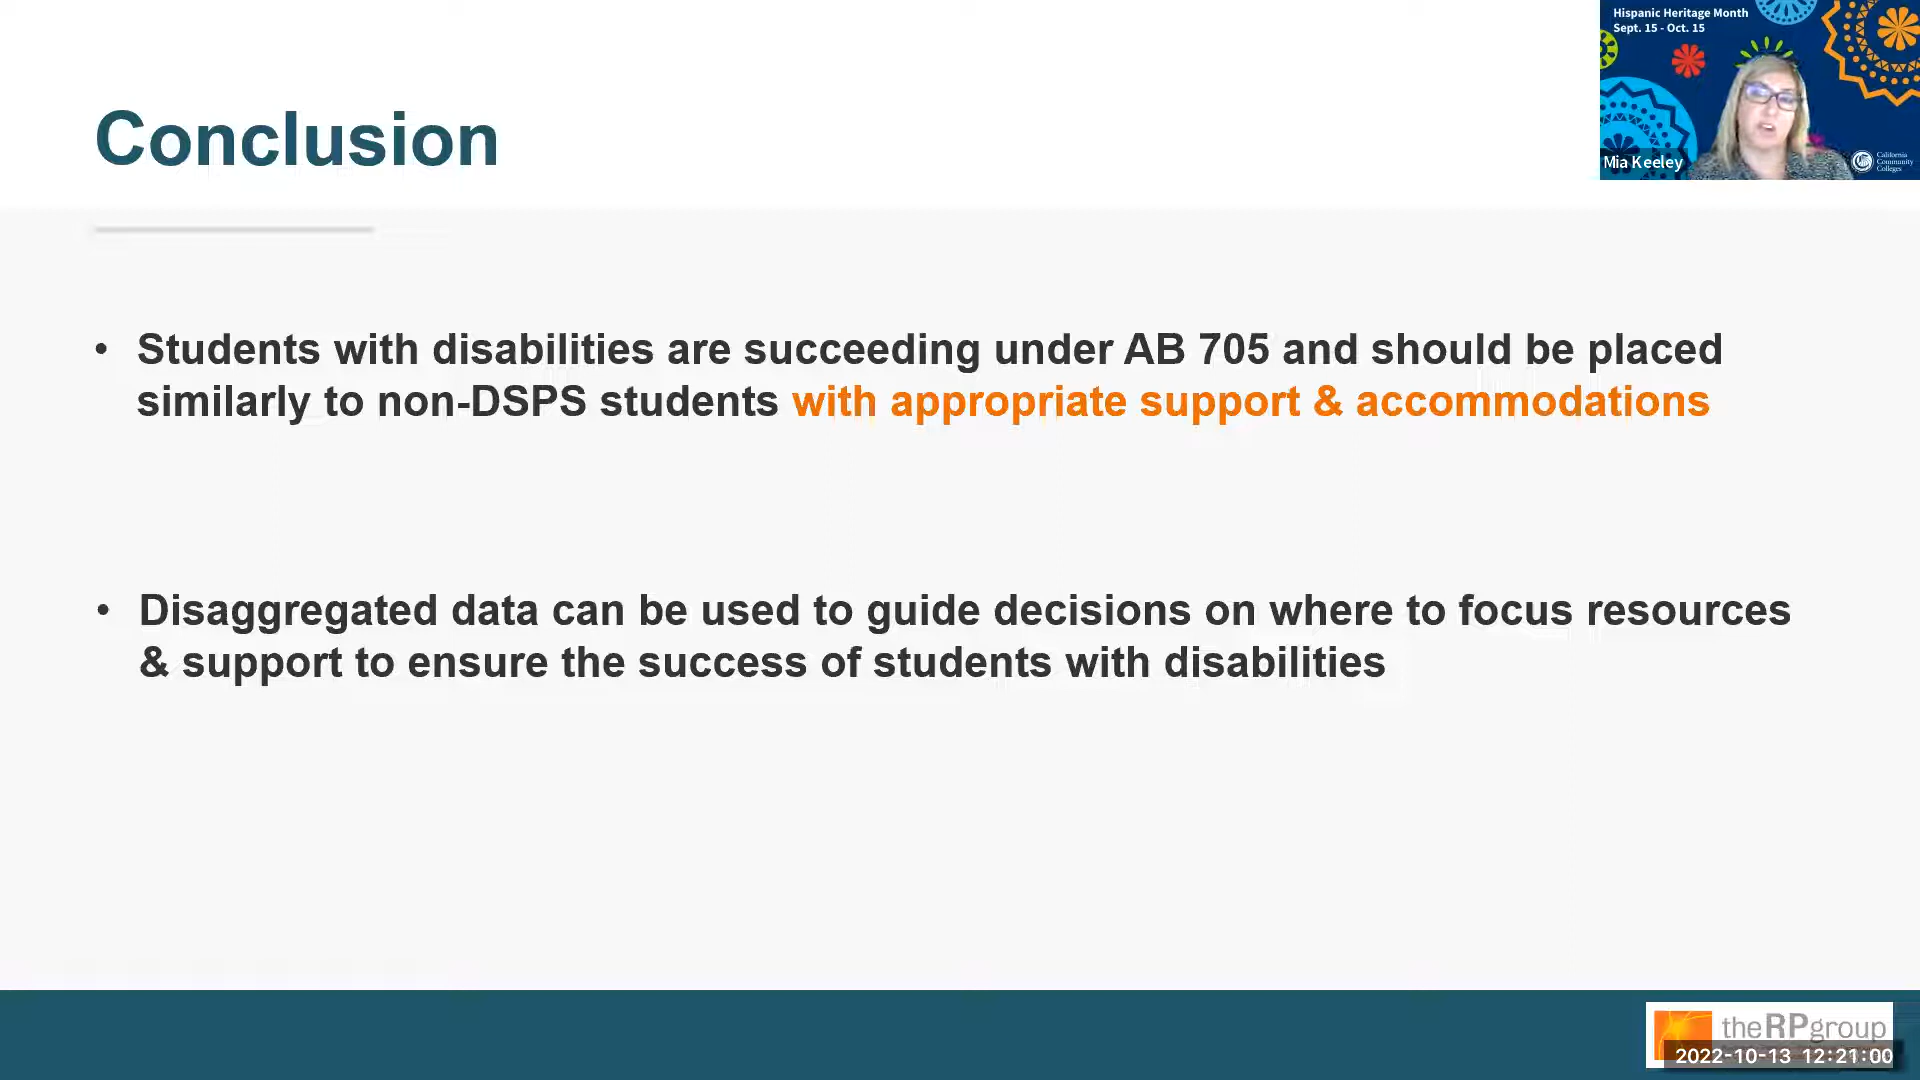 Hispanic Heritage Month
Sept. 15 - Oct. 15
Mia Keeley
California
Community
Colleges
Conclusion
• Students with disabilities are succeeding under AB 705 and should be placed
similarly to non-DSPS students with appropriate support & accommodations
• Disaggregated data can be used to guide decisions on where to focus resources
& support to ensure the success of students with disabilities
theRPgroup
2022-10-13 12:21:00